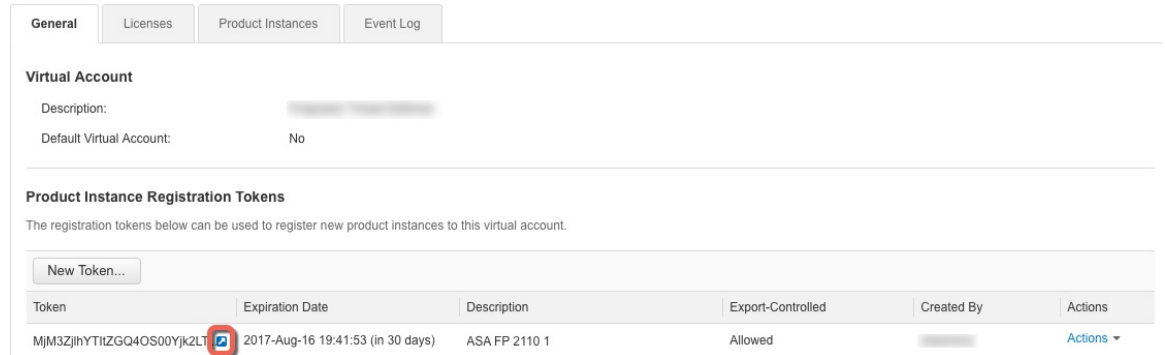 General Licenses Product Instances Event Log
Virtual Account
Description:
Default Virtual Account: No
Product Instance Registration Tokens
The registration tokens below can be used to register new product instances to this virtual account.
New Token...
Token Expiration Date Description Export-Controlled Created By Actions
2017-Aug-16 19:41:53 (in 30 days) ASA FP 2110 1 Allowed Actions